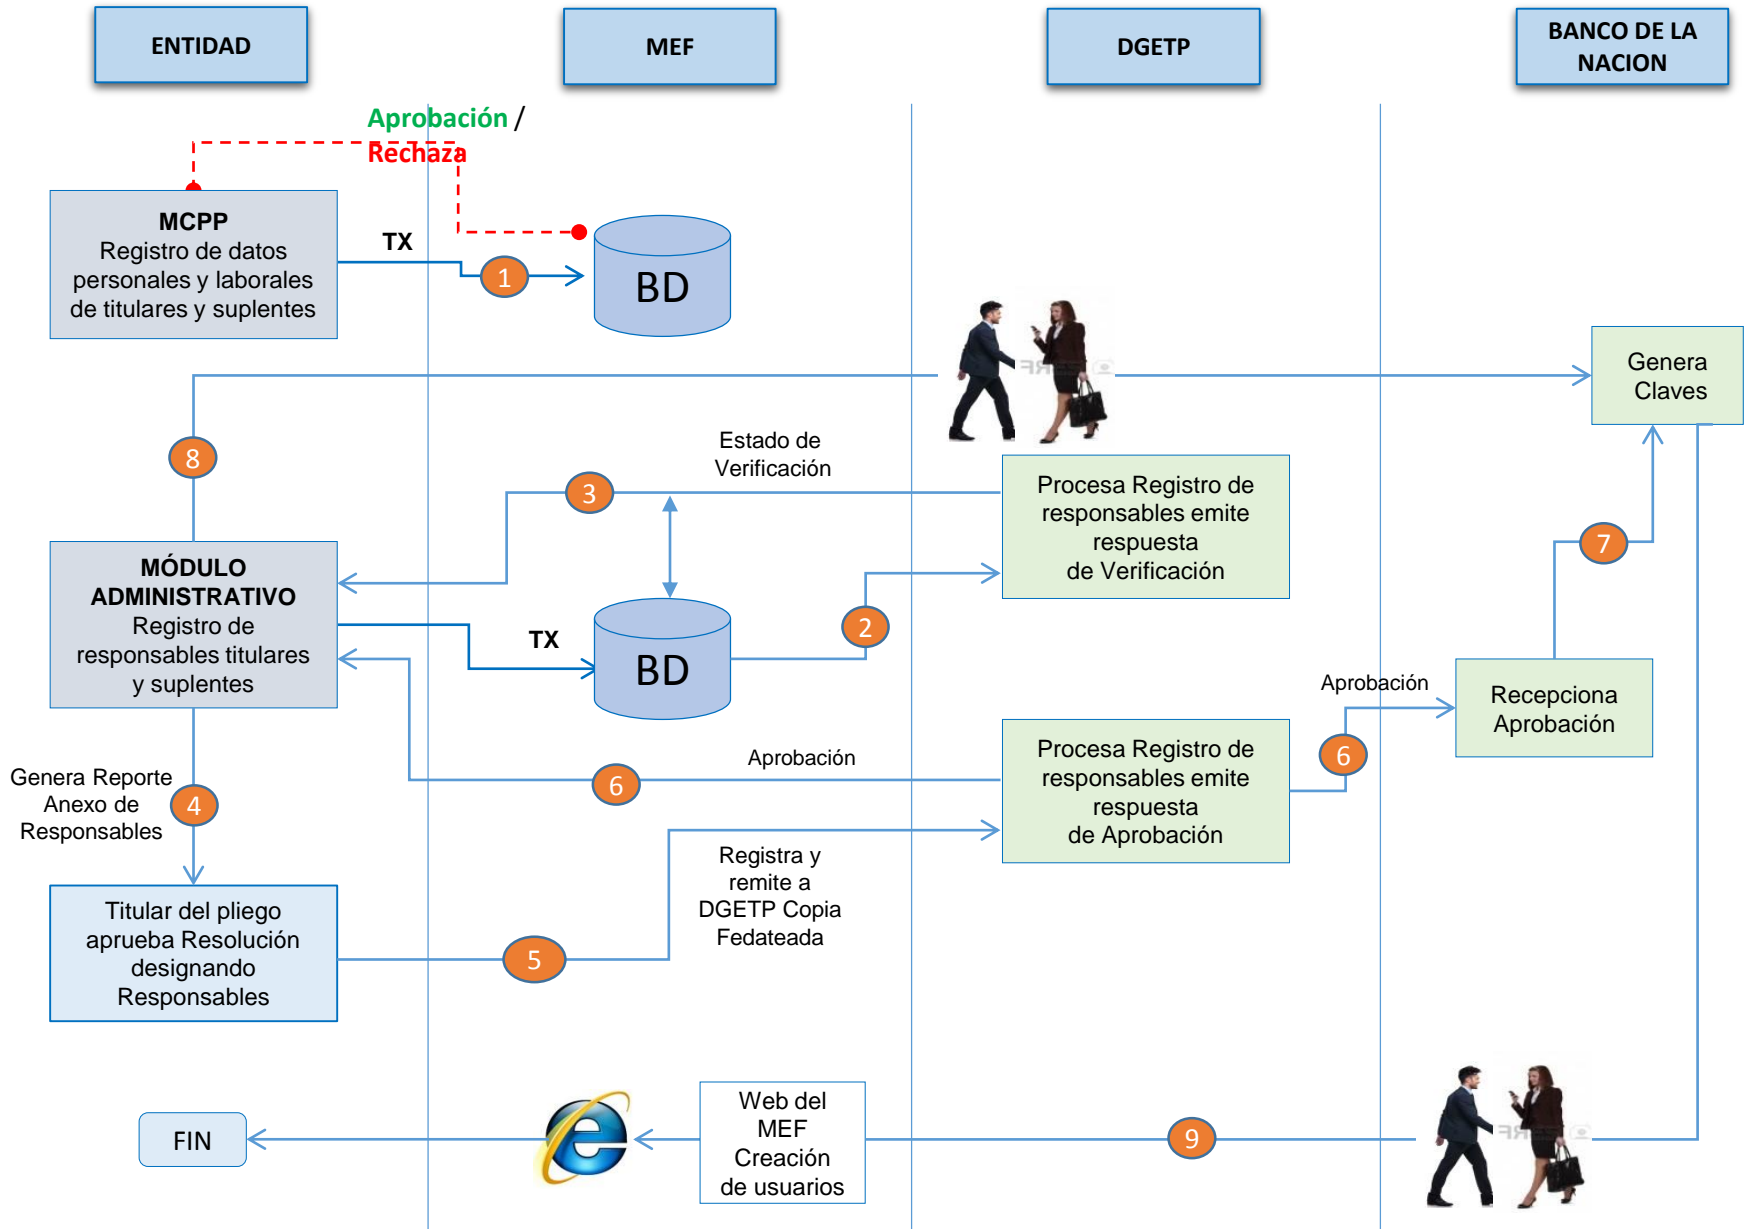 ENTIDAD
MEF
DGETP
BANCO DE LA
NACION
Aprobación /
Rechaza
MCPP
Registro de datos
personales y laborales
de titulares y suplentes
TX
1
BD
Genera
Claves
8
Estado de
Verificación
3
Procesa Registro de
responsables emite
respuesta
de Verificación
7
MÓDULO
ADMINISTRATIVO
Registro de
responsables titulares
y suplentes
TX
BD
2
Aprobación
Recepciona
Aprobación
6
Aprobación
6
Procesa Registro de
responsables emite
respuesta
de Aprobación
Genera Reporte
Anexo de
Responsables
4
Registra y
remite a
DGETP Copia
Fedateada
Titular del pliego
aprueba Resolución
designando
Responsables
5
FIN
Web del
MEF
Creación
de usuarios
9